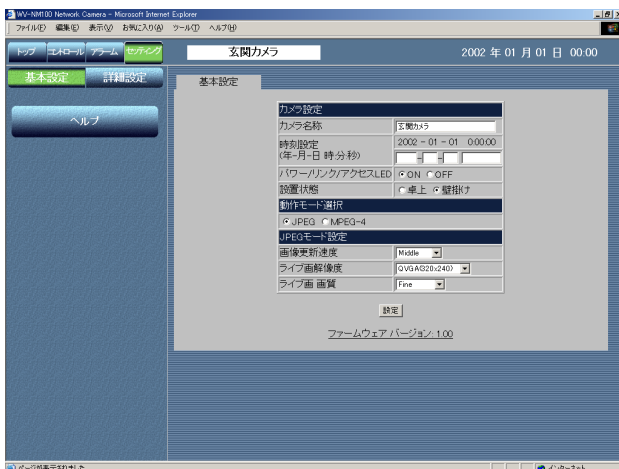 WV-NM100 Network Camera - Microsoft Internet Explorer
ファイル(F) 編集(E) 表示(V) お気に入り(A) ツール(T) ヘルプ(H)
トップ コントロール アラーム セッティング 玄関カメラ 2002 年 01 月 01 日 00:00
基本設定 詳細設定
基本設定
ヘルプ
カメラ設定
カメラ名称 玄関カメラ
時刻設定 2002 - 01 - 01 0:00:00
(年-月-日 時:分:秒) - -
パワー/リンク/アクセスLED ON OFF
設置状態 卓上 壁掛け
動作モード選択
JPEG MPEG-4
JPEGモード設定
画像更新速度 Middle
ライブ画解像度 QVGA(320x240)
ライブ画 画質 Fine
設定
ファームウェア バージョン: 1.00
ページが表示されました インターネット